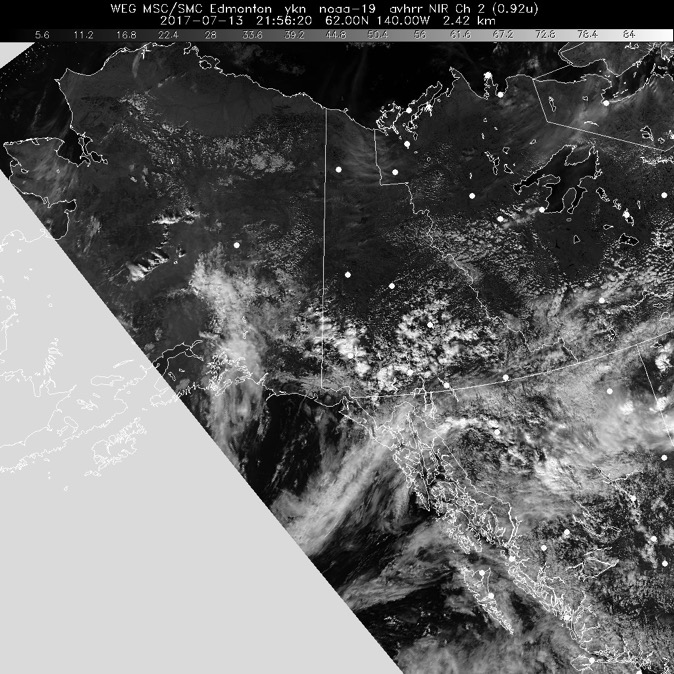 WEG MSC/SMC Edmonton ykn noaa-19 avhrr NIR Ch 2 (0.92u)
2017-07-13 21:56:20 62.00N 140.00W 2.42 km
5.6 11.2 16.8 22.4 28 33.6 39.2 44.8 50.4 56 61.6 67.2 72.8 78.4 84